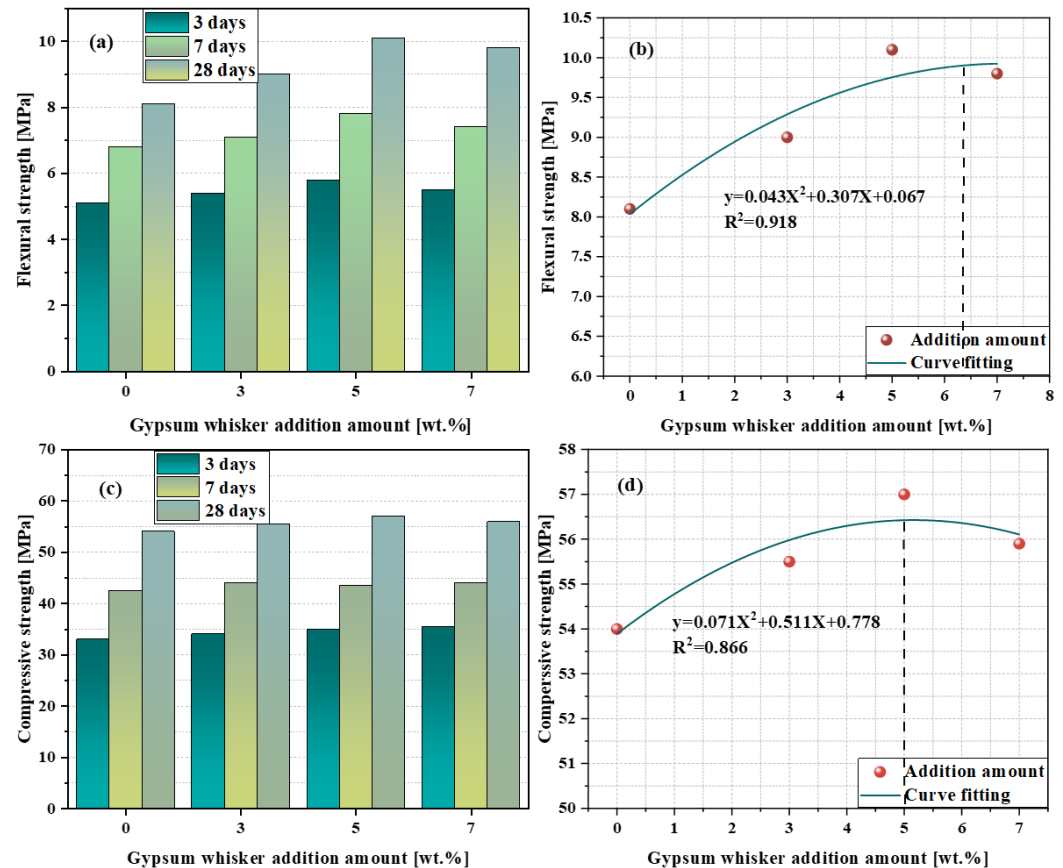 (a)
3 days
7 days
28 days
10
8
6
4
2
0
Flexural strength [MPa]
0 3 5 7
Gypsum whisker addition amount [wt.%]
(b)
10.5
10.0
9.5
9.0
8.5
8.0
7.5
7.0
6.5
6.0
Flexural strength [MPa]
y=0.043X²+0.307X+0.067
R²=0.918
Addition amount
Curve fitting
0 1 2 3 4 5 6 7 8
Gypsum whisker addition amount [wt.%]
(c)
3 days
7 days
28 days
70
60
50
40
30
20
10
0
Compressive strength [MPa]
0 3 5 7
Gypsum whisker addition amount [wt.%]
(d)
58
57
56
55
54
53
52
51
50
Comperssive strength [MPa]
y=0.071X²+0.511X+0.778
R²=0.866
Addition amount
Curve fitting
0 1 2 3 4 5 6 7
Gypsum whisker addition amount [wt.%]